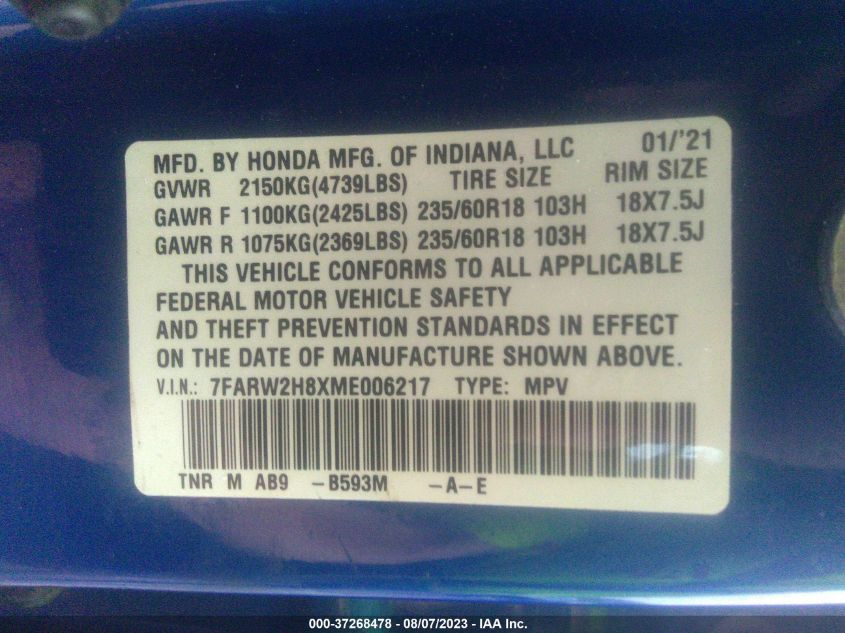 MFD. BY HONDA MFG. OF INDIANA, LLC 01/'21
GVWR 2150KG(4739LBS) TIRE SIZE RIM SIZE
GAWR F 1100KG(2425LBS) 235/60R18 103H 18X7.5J
GAWR R 1075KG(2369LBS) 235/60R18 103H 18X7.5J
THIS VEHICLE CONFORMS TO ALL APPLICABLE
FEDERAL MOTOR VEHICLE SAFETY
AND THEFT PREVENTION STANDARDS IN EFFECT
ON THE DATE OF MANUFACTURE SHOWN ABOVE.
V.I.N.: 7FARW2H8XME006217 TYPE: MPV
TNR M AB9 -B593M -A-E
000-37268478 - 08/07/2023 - IAA Inc.